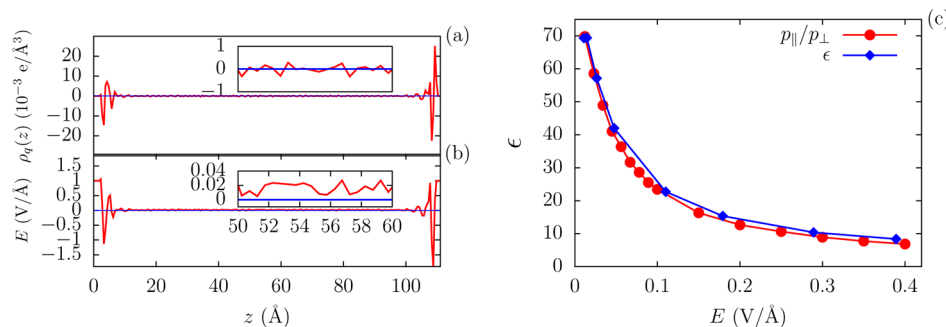 (a)
ρq(z) (10−3 e/Å3)
20
10
0
−10
−20
1
0
−1
(b)
E (V/Å)
1.5
1
0.5
0
−0.5
−1
−1.5
0.04
0.02
0
50 52 54 56 58 60
0 20 40 60 80 100
z (Å)
(c)
ϵ
70
60
50
40
30
20
10
0
p∥/p⊥
ϵ
0 0.1 0.2 0.3 0.4
E (V/Å)